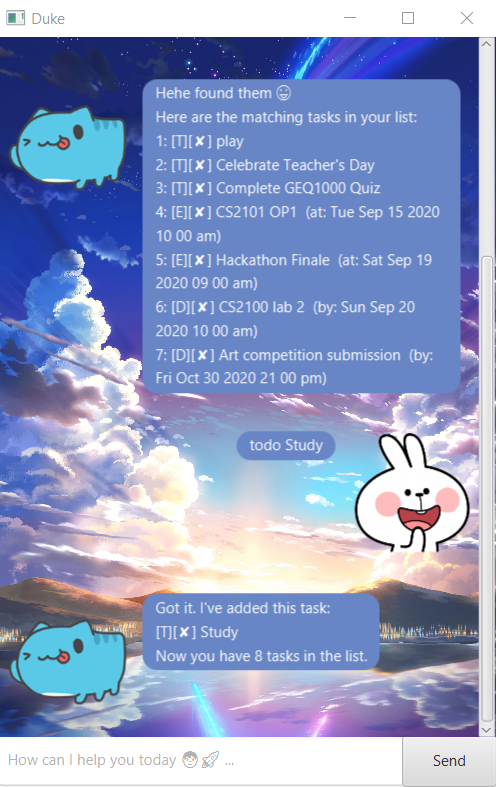 Duke
Hehe found them 😛
Here are the matching tasks in your list:
1: [T][✘] play
2: [T][✘] Celebrate Teacher's Day
3: [T][✘] Complete GEQ1000 Quiz
4: [E][✘] CS2101 OP1  (at: Tue Sep 15 2020
10 00 am)
5: [E][✘] Hackathon Finale  (at: Sat Sep 19
2020 09 00 am)
6: [D][✘] CS2100 lab 2  (by: Sun Sep 20
2020 10 00 am)
7: [D][✘] Art competition submission  (by:
Fri Oct 30 2020 21 00 pm)
todo Study
Got it. I've added this task:
[T][✘] Study
Now you have 8 tasks in the list.
How can I help you today 🧑🚀 ...
Send